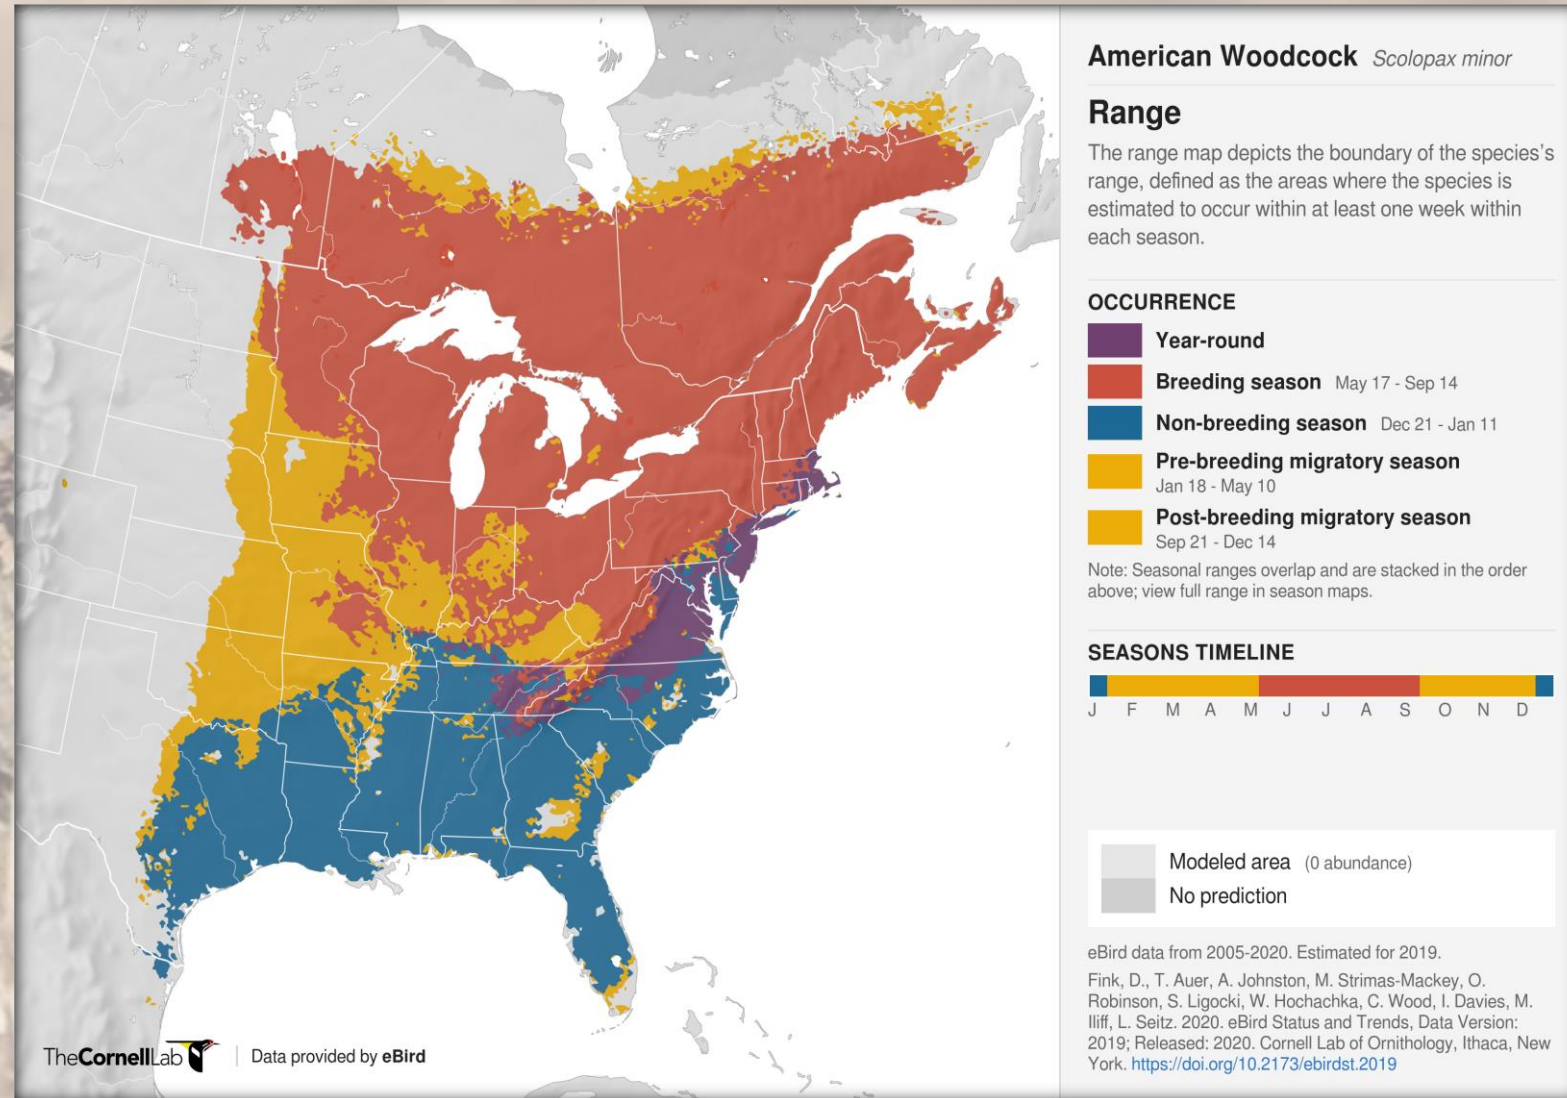 American Woodcock Scolopax minor
Range
The range map depicts the boundary of the species's
range, defined as the areas where the species is
estimated to occur within at least one week within
each season.
OCCURRENCE
Year-round
Breeding season May 17 - Sep 14
Non-breeding season Dec 21 - Jan 11
Pre-breeding migratory season
Jan 18 - May 10
Post-breeding migratory season
Sep 21 - Dec 14
Note: Seasonal ranges overlap and are stacked in the order
above; view full range in season maps.
SEASONS TIMELINE
J F M A M J J A S O N D
Modeled area (0 abundance)
No prediction
eBird data from 2005-2020. Estimated for 2019.
Fink, D., T. Auer, A. Johnston, M. Strimas-Mackey, O.
Robinson, S. Ligocki, W. Hochachka, C. Wood, I. Davies, M.
Iliff, L. Seitz. 2020. eBird Status and Trends, Data Version:
2019; Released: 2020. Cornell Lab of Ornithology, Ithaca, New
York. https://doi.org/10.2173/ebirdst.2019
TheCornellLab
Data provided by eBird